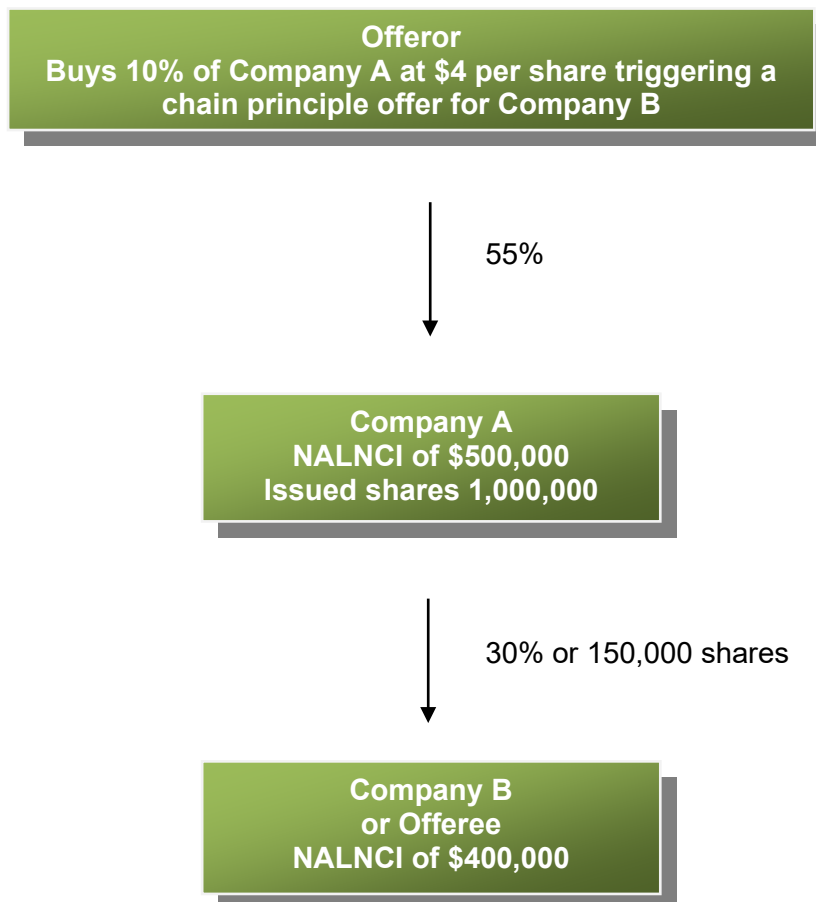 Offeror
Buys 10% of Company A at $4 per share triggering a
chain principle offer for Company B
55%
Company A
NALNCI of $500,000
Issued shares 1,000,000
30% or 150,000 shares
Company B
or Offeree
NALNCI of $400,000